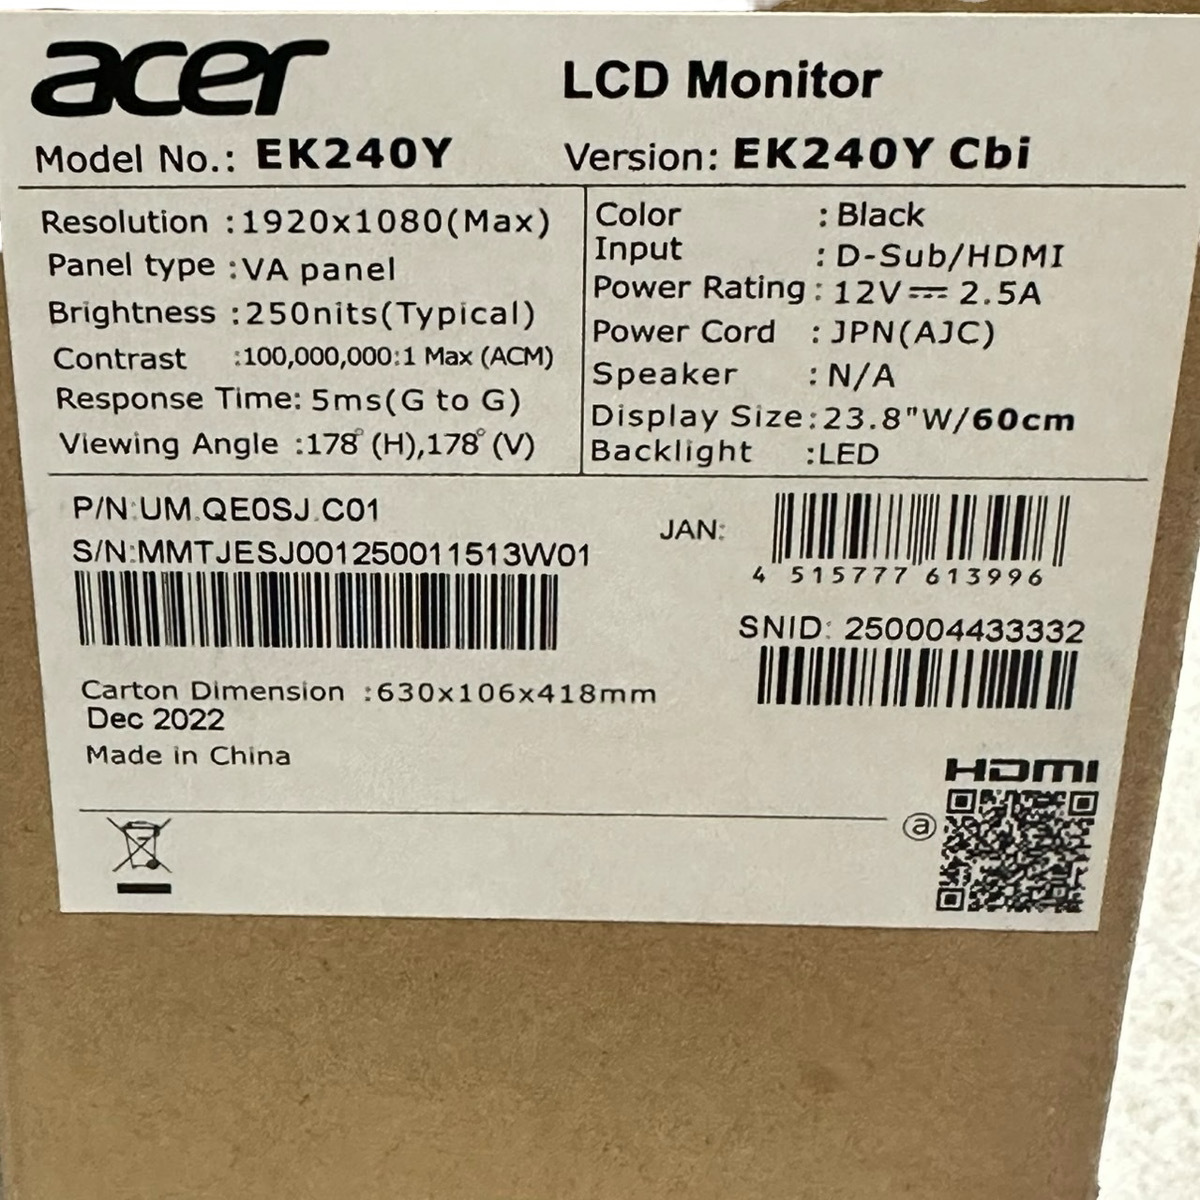 acer
LCD Monitor
Model No.: EK240Y
Version: EK240Y Cbi
Resolution :1920x1080(Max)
Panel type :VA panel
Brightness :250nits(Typical)
Contrast :100,000,000:1 Max (ACM)
Response Time: 5ms(G to G)
Viewing Angle :178°(H),178°(V)
Color : Black
Input : D-Sub/HDMI
Power Rating : 12V⎓ 2.5A
Power Cord : JPN(AJC)
Speaker : N/A
Display Size:23.8"W/60cm
Backlight :LED
P/N:UM.QE0SJ.C01
S/N:MMTJESJ001250011513W01
JAN:
4 515777 613996
SNID: 250004433332
Carton Dimension :630x106x418mm
Dec 2022
Made in China
HDMI
a